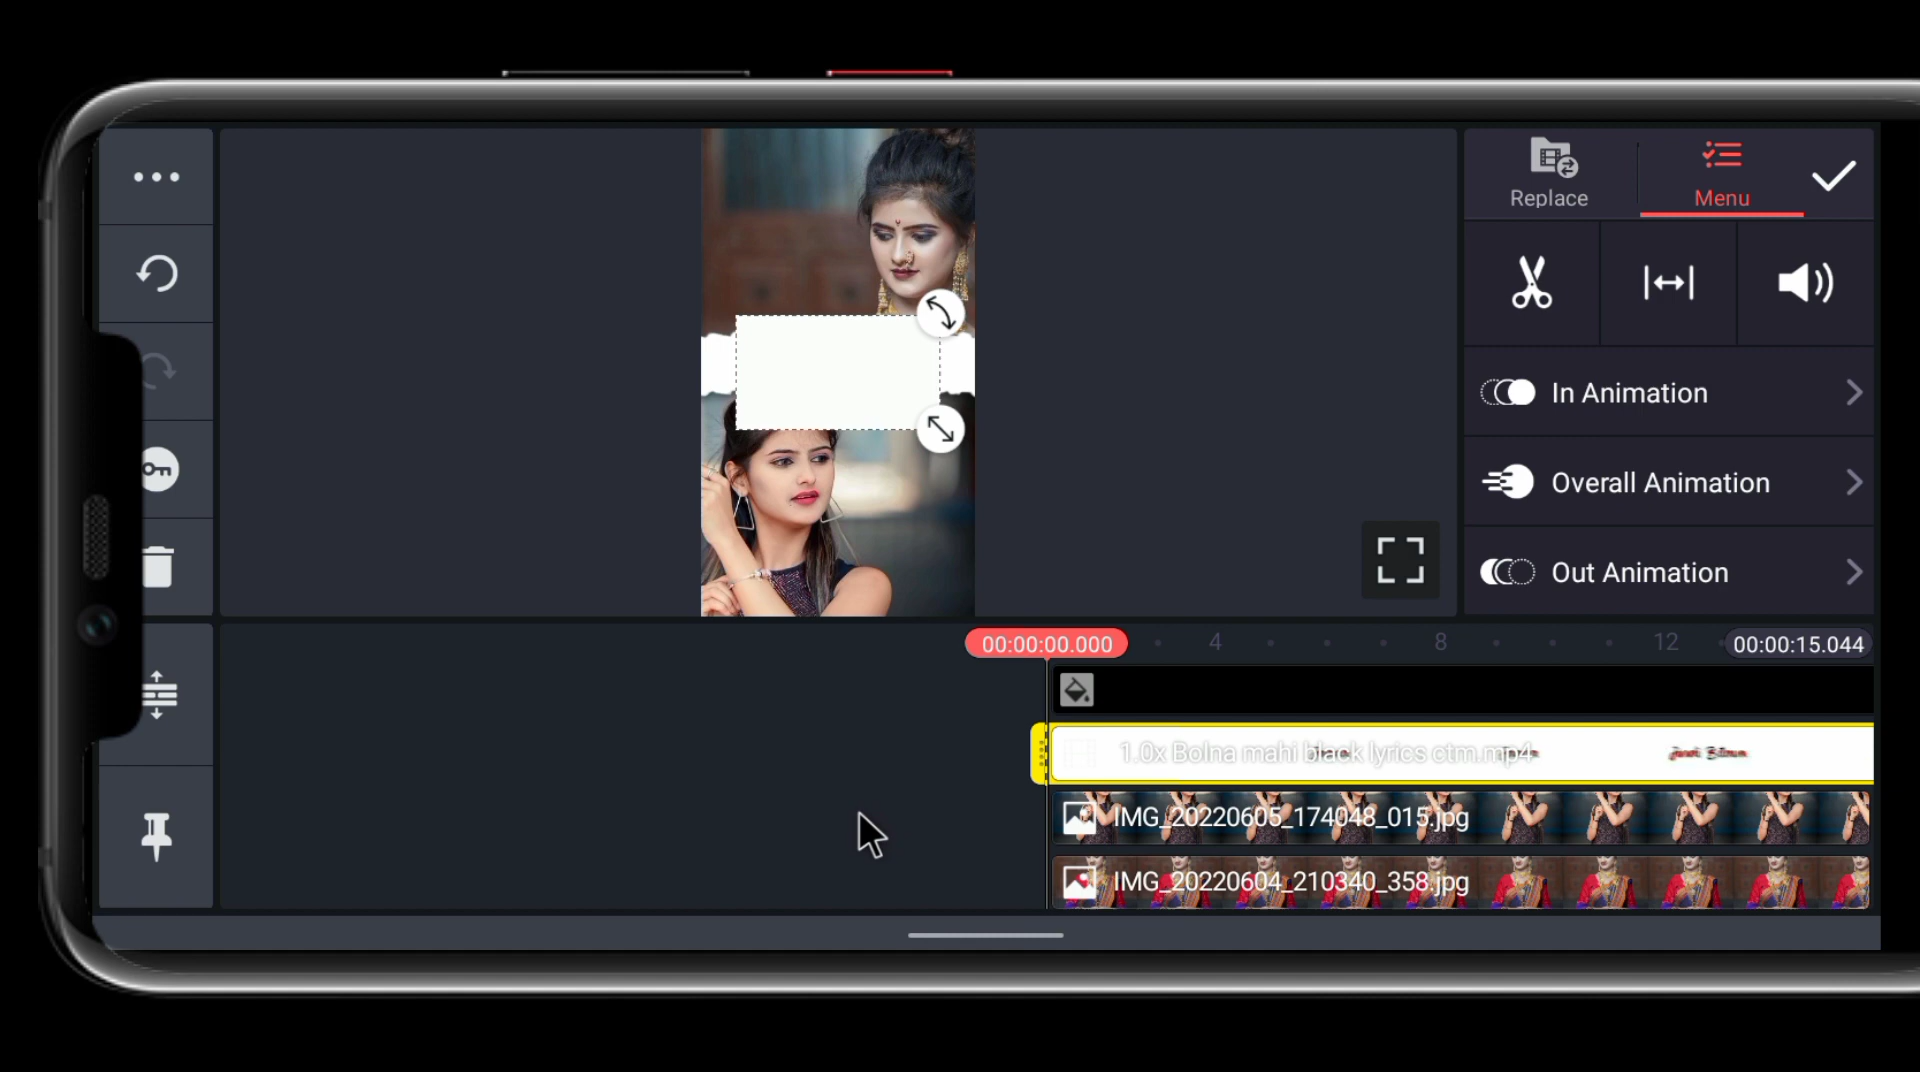 Replace
Menu
In Animation
Overall Animation
Out Animation
00:00:00.000
4
8
12
00:00:15.044
1.0x Bolna mahi black lyrics ctm.mp4
IMG_20220605_174048_015.jpg
IMG_20220604_210340_358.jpg